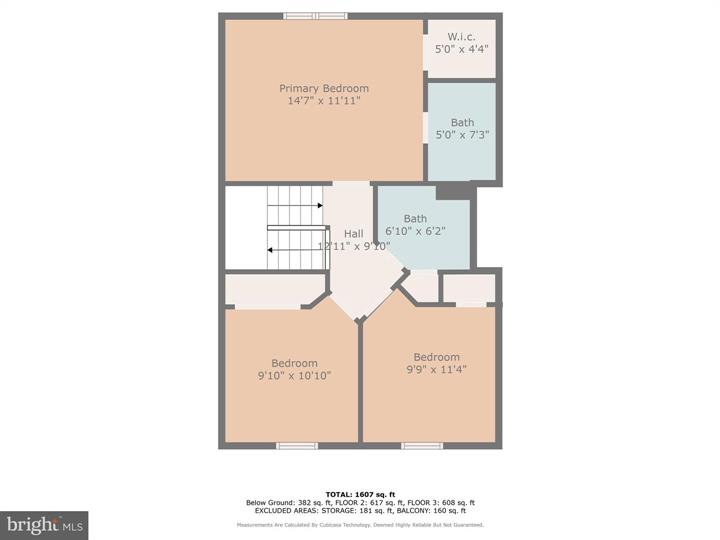 W.i.c.
5'0" x 4'4"
Primary Bedroom
14'7" x 11'11"
Bath
5'0" x 7'3"
Bath
6'10" x 6'2"
Hall
12'11" x 9'10"
Bedroom
9'10" x 10'10"
Bedroom
9'9" x 11'4"
TOTAL: 1607 sq. ft
Below Ground: 382 sq. ft, FLOOR 2: 617 sq. ft, FLOOR 3: 608 sq. ft
EXCLUDED AREAS: STORAGE: 181 sq. ft, BALCONY: 160 sq. ft
Measurements Are Calculated By Cubicasa Technology. Deemed Highly Reliable But Not Guaranteed.
bright MLS